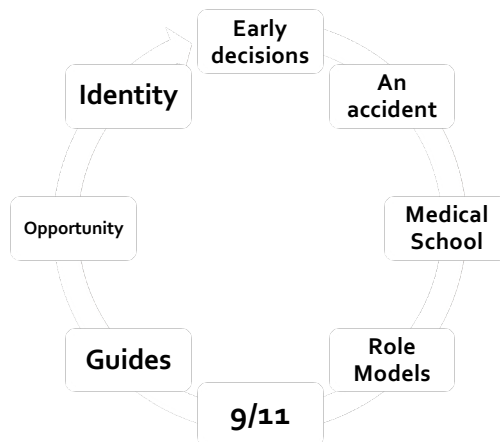 Early
decisions
An
accident
Medical
School
Role
Models
9/11
Guides
Opportunity
Identity